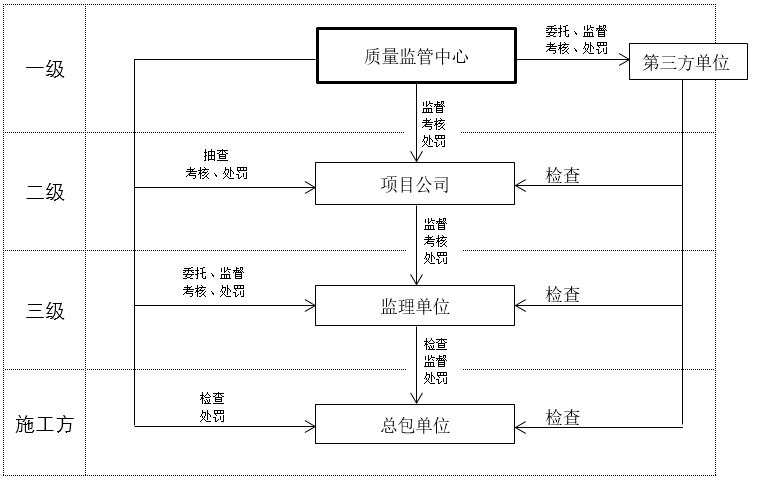 一级
质量监管中心
委托、监督
考核、处罚
第三方单位
监督
考核
处罚
二级
抽查
考核、处罚
项目公司
检查
监督
考核
处罚
三级
委托、监督
考核、处罚
监理单位
检查
检查
监督
处罚
施工方
检查
处罚
总包单位
检查